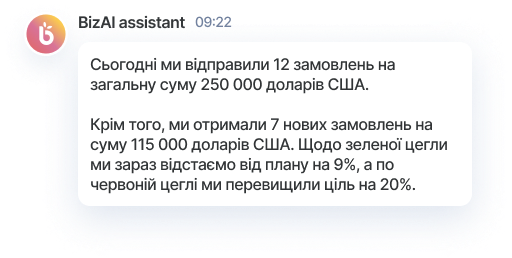 BizAI assistant 09:22
Сьогодні ми відправили 12 замовлень на
загальну суму 250 000 доларів США.
Крім того, ми отримали 7 нових замовлень на
суму 115 000 доларів США. Щодо зеленої цегли
ми зараз відстаємо від плану на 9%, а по
червоній цеглі ми перевищили ціль на 20%.